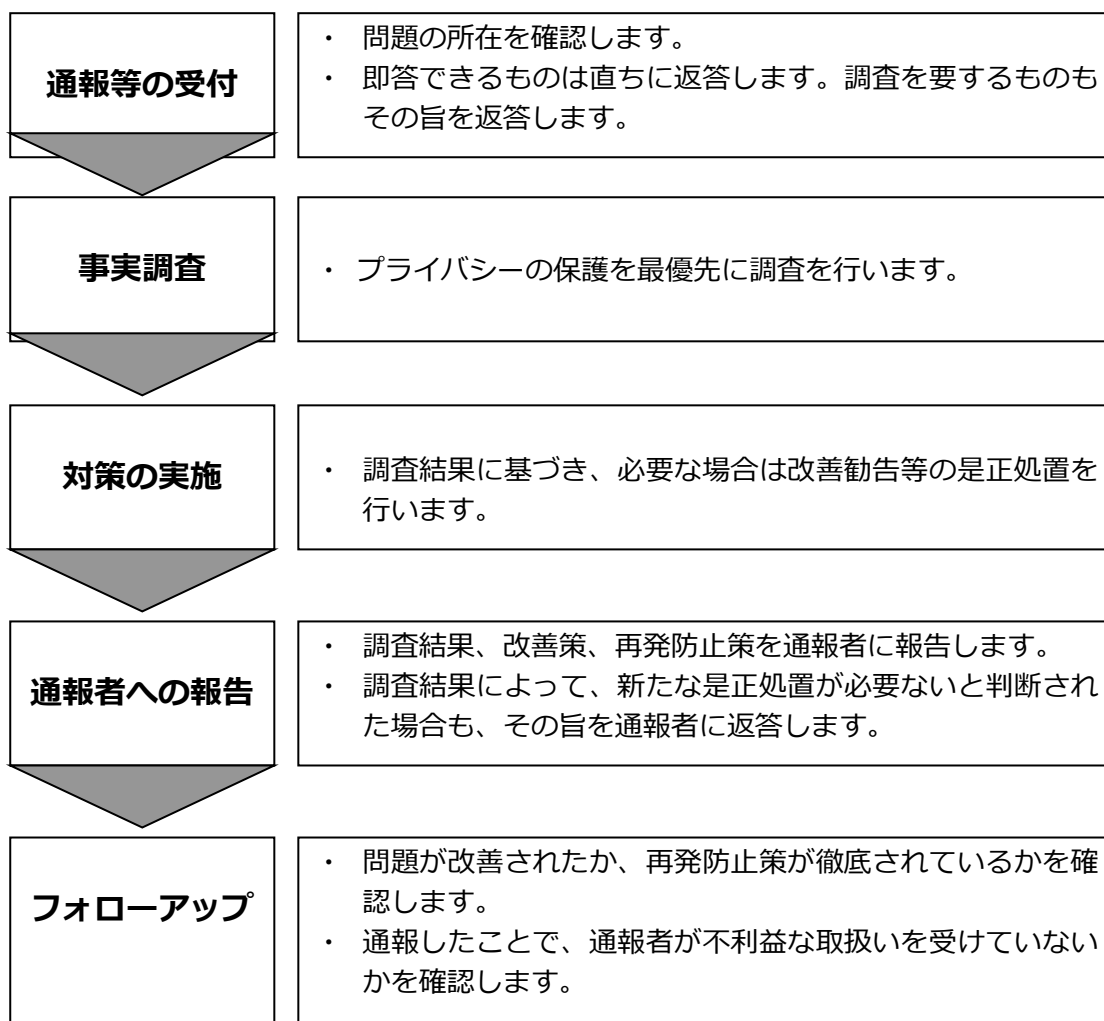 通報等の受付
・ 問題の所在を確認します。
・ 即答できるものは直ちに返答します。調査を要するものも
その旨を返答します。
事実調査
・ プライバシーの保護を最優先に調査を行います。
対策の実施
・ 調査結果に基づき、必要な場合は改善勧告等の是正処置を
行います。
通報者への報告
・ 調査結果、改善策、再発防止策を通報者に報告します。
・ 調査結果によって、新たな是正処置が必要ないと判断され
た場合も、その旨を通報者に返答します。
フォローアップ
・ 問題が改善されたか、再発防止策が徹底されているかを確
認します。
・ 通報したことで、通報者が不利益な取扱いを受けていない
かを確認します。